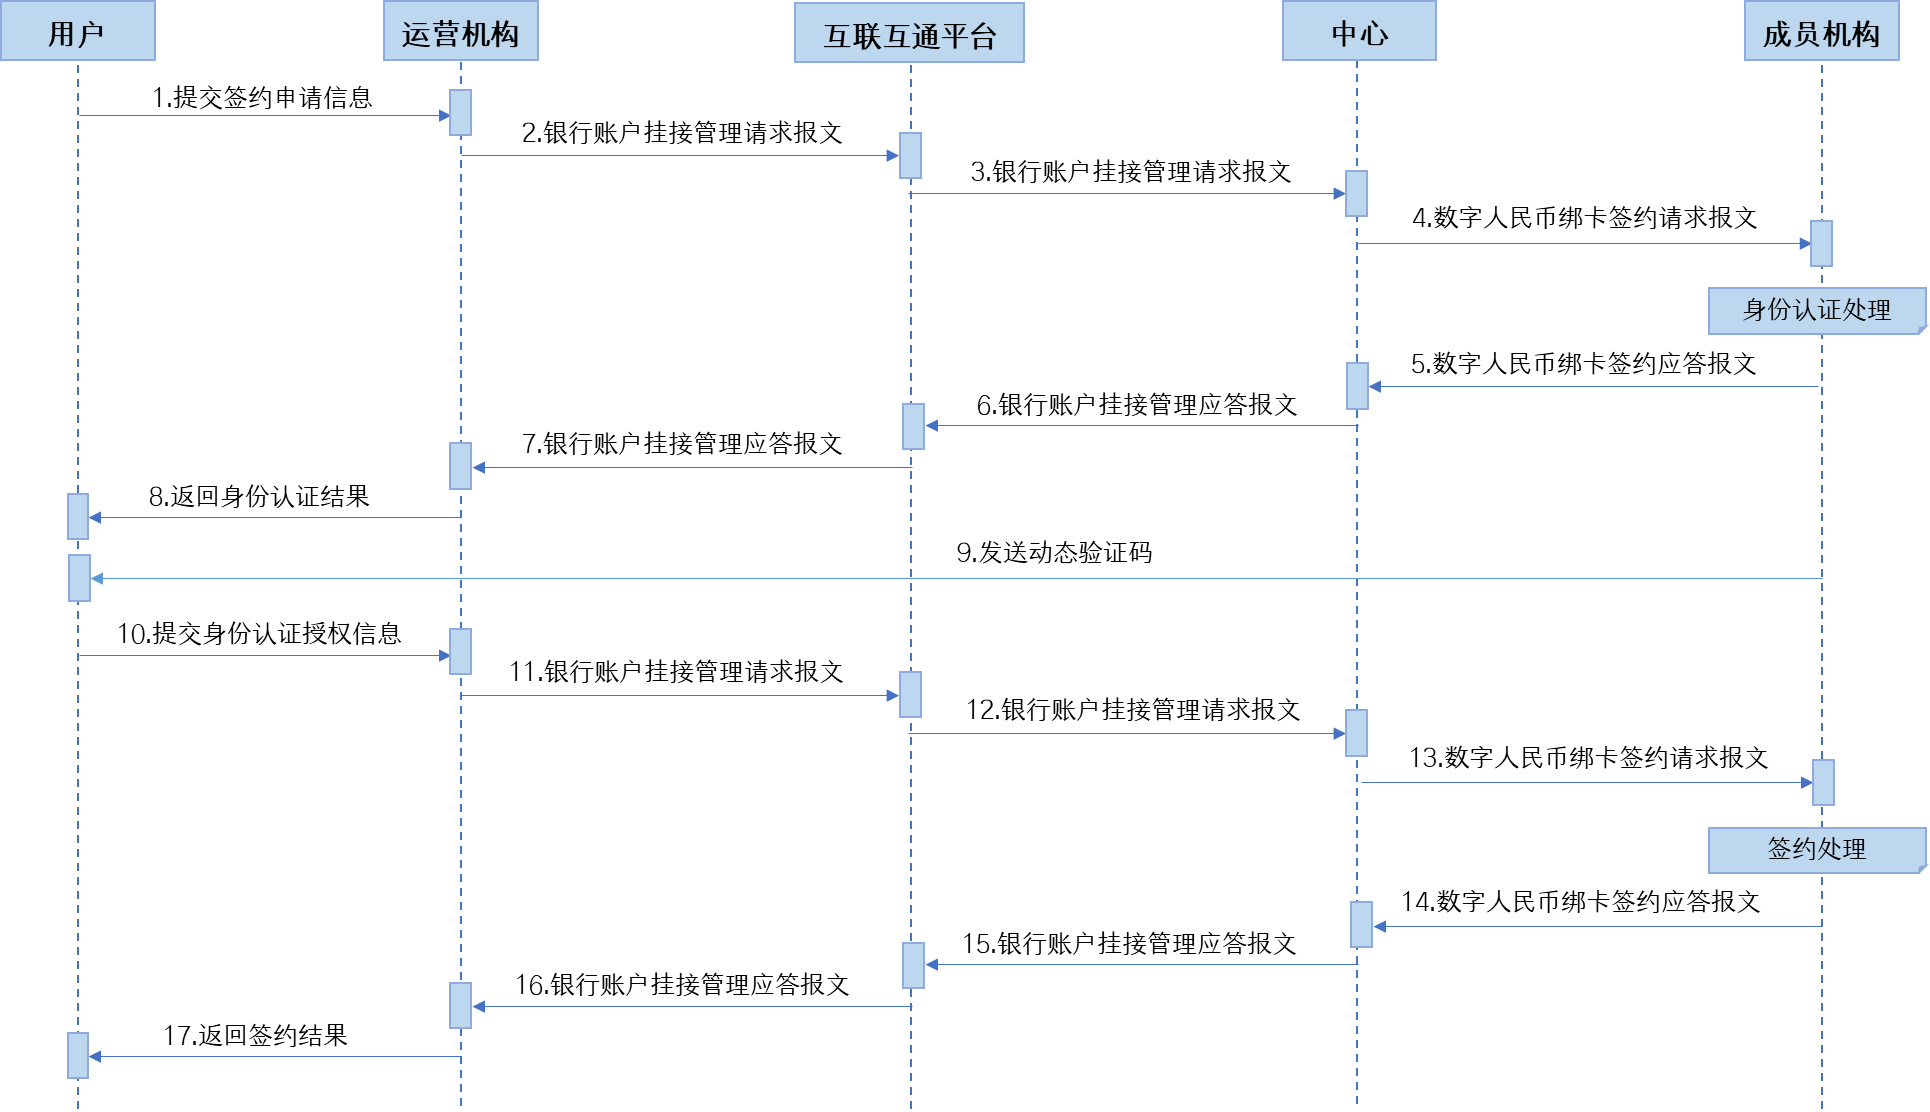 用户
运营机构
互联互通平台
中心
成员机构
1.提交签约申请信息
2.银行账户挂接管理请求报文
3.银行账户挂接管理请求报文
4.数字人民币绑卡签约请求报文
身份认证处理
5.数字人民币绑卡签约应答报文
6.银行账户挂接管理应答报文
7.银行账户挂接管理应答报文
8.返回身份认证结果
9.发送动态验证码
10.提交身份认证授权信息
11.银行账户挂接管理请求报文
12.银行账户挂接管理请求报文
13.数字人民币绑卡签约请求报文
签约处理
14.数字人民币绑卡签约应答报文
15.银行账户挂接管理应答报文
16.银行账户挂接管理应答报文
17.返回签约结果